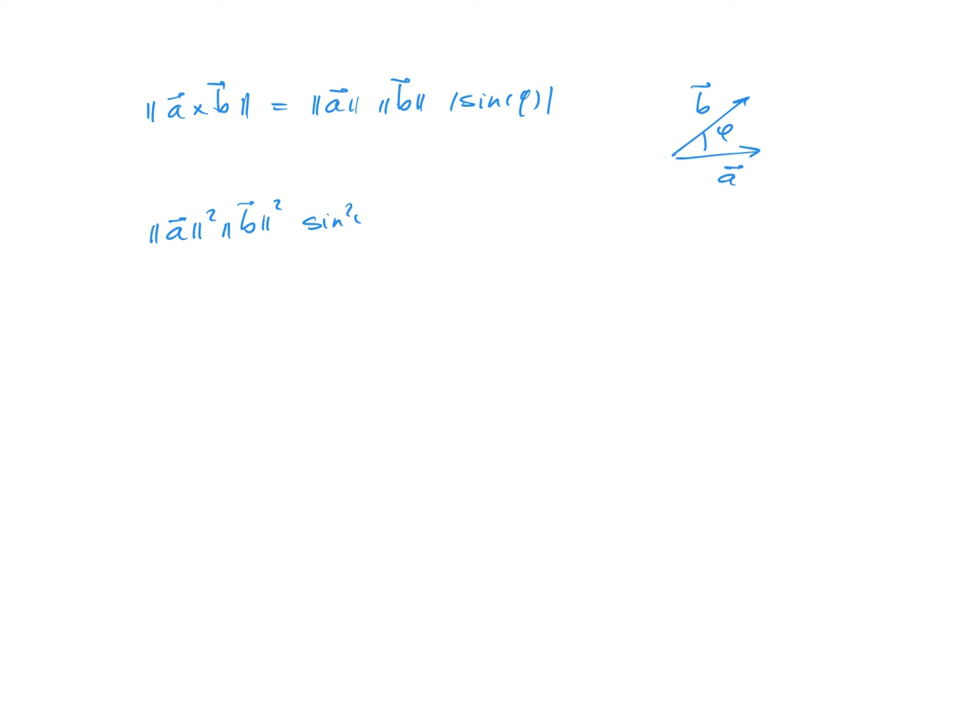 ‖a⃗ × b⃗‖ = ‖a⃗‖ ‖b⃗‖ |sin(φ)|
b⃗
φ
a⃗
‖a⃗‖² ‖b⃗‖² sin²(